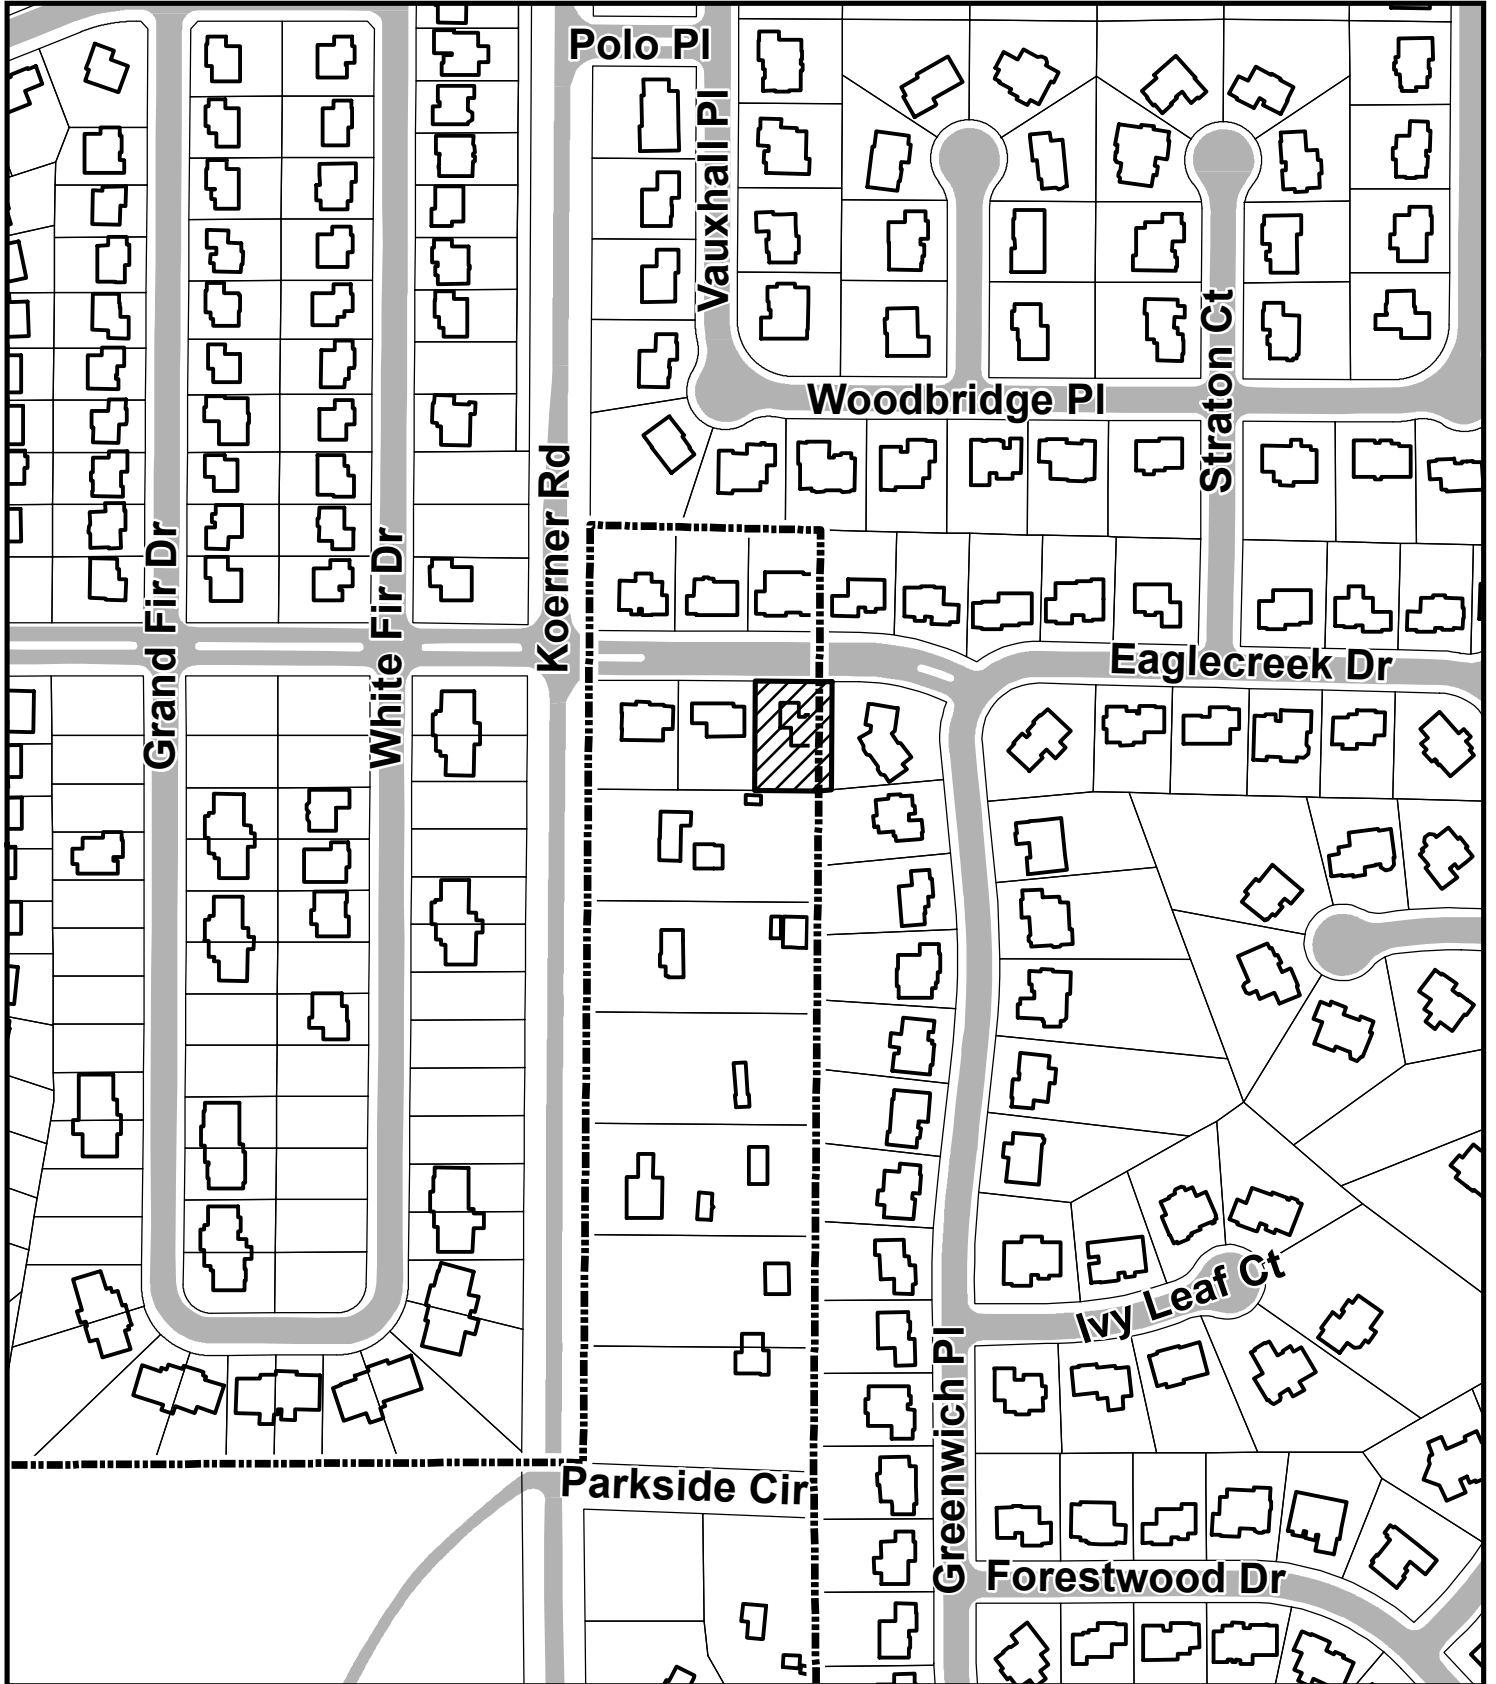 Polo Pl
Vauxhall Pl
Woodbridge Pl
Straton Ct
Koerner Rd
Grand Fir Dr
White Fir Dr
Eaglecreek Dr
Ivy Leaf Ct
Greenwich Pl
Parkside Cir
Forestwood Dr